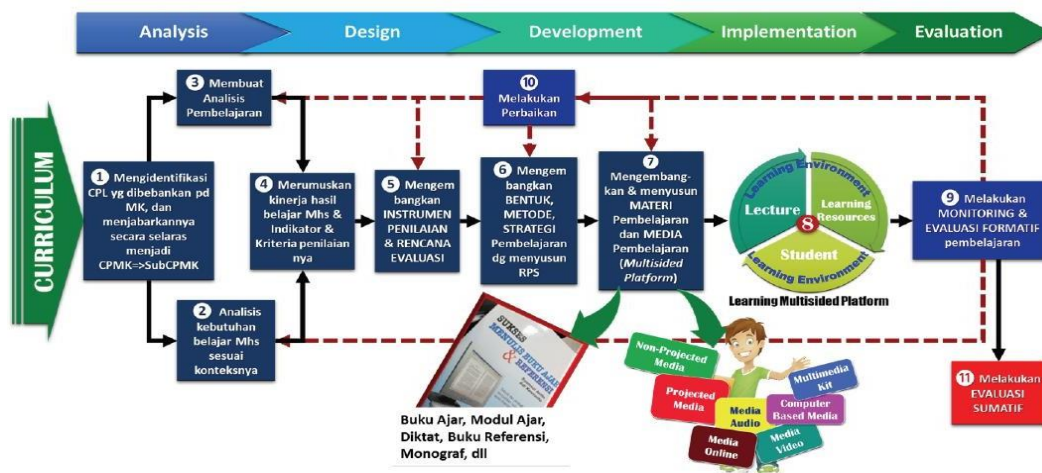 Analysis
Design
Development
Implementation
Evaluation
CURRICULUM
1 Mengidentifikasi
CPL yg dibebankan pd
MK, dan
menjabarkannya
secara selaras
menjadi
CPMK=>SubCPMK
3 Membuat
Analisis
Pembelajaran
2 Analisis
kebutuhan
belajar Mhs
sesuai
konteksnya
4 Merumuskan
kinerja hasil
belajar Mhs &
Indikator &
Kriteria penilaian
nya
5 Mengem
bangkan
INSTRUMEN
PENILAIAN
& RENCANA
EVALUASI
10
Melakukan
Perbaikan
6 Mengem
bangkan
BENTUK,
METODE,
STRATEGI
Pembelajaran
dg menyusun
RPS
7
Mengembang-
kan & menyusun
MATERI
Pembelajaran
dan MEDIA
Pembelajaran
(Multisided
Platform)
Learning Environment
Lecture
Learning
Resources
8
Student
Learning Environment
Learning Multisided Platform
9 Melakukan
MONITORING &
EVALUASI FORMATIF
pembelajaran
11 Melakukan
EVALUASI
SUMATIF
SUKSES
MENULIS BUKU AJAR
& REFERENSI
Buku Ajar, Modul Ajar,
Diktat, Buku Referensi,
Monograf, dll
Non-Projected
Media
Projected
Media
Media
Audio
Media
Online
Media
Video
Computer
Based Media
Multimedia
Kit